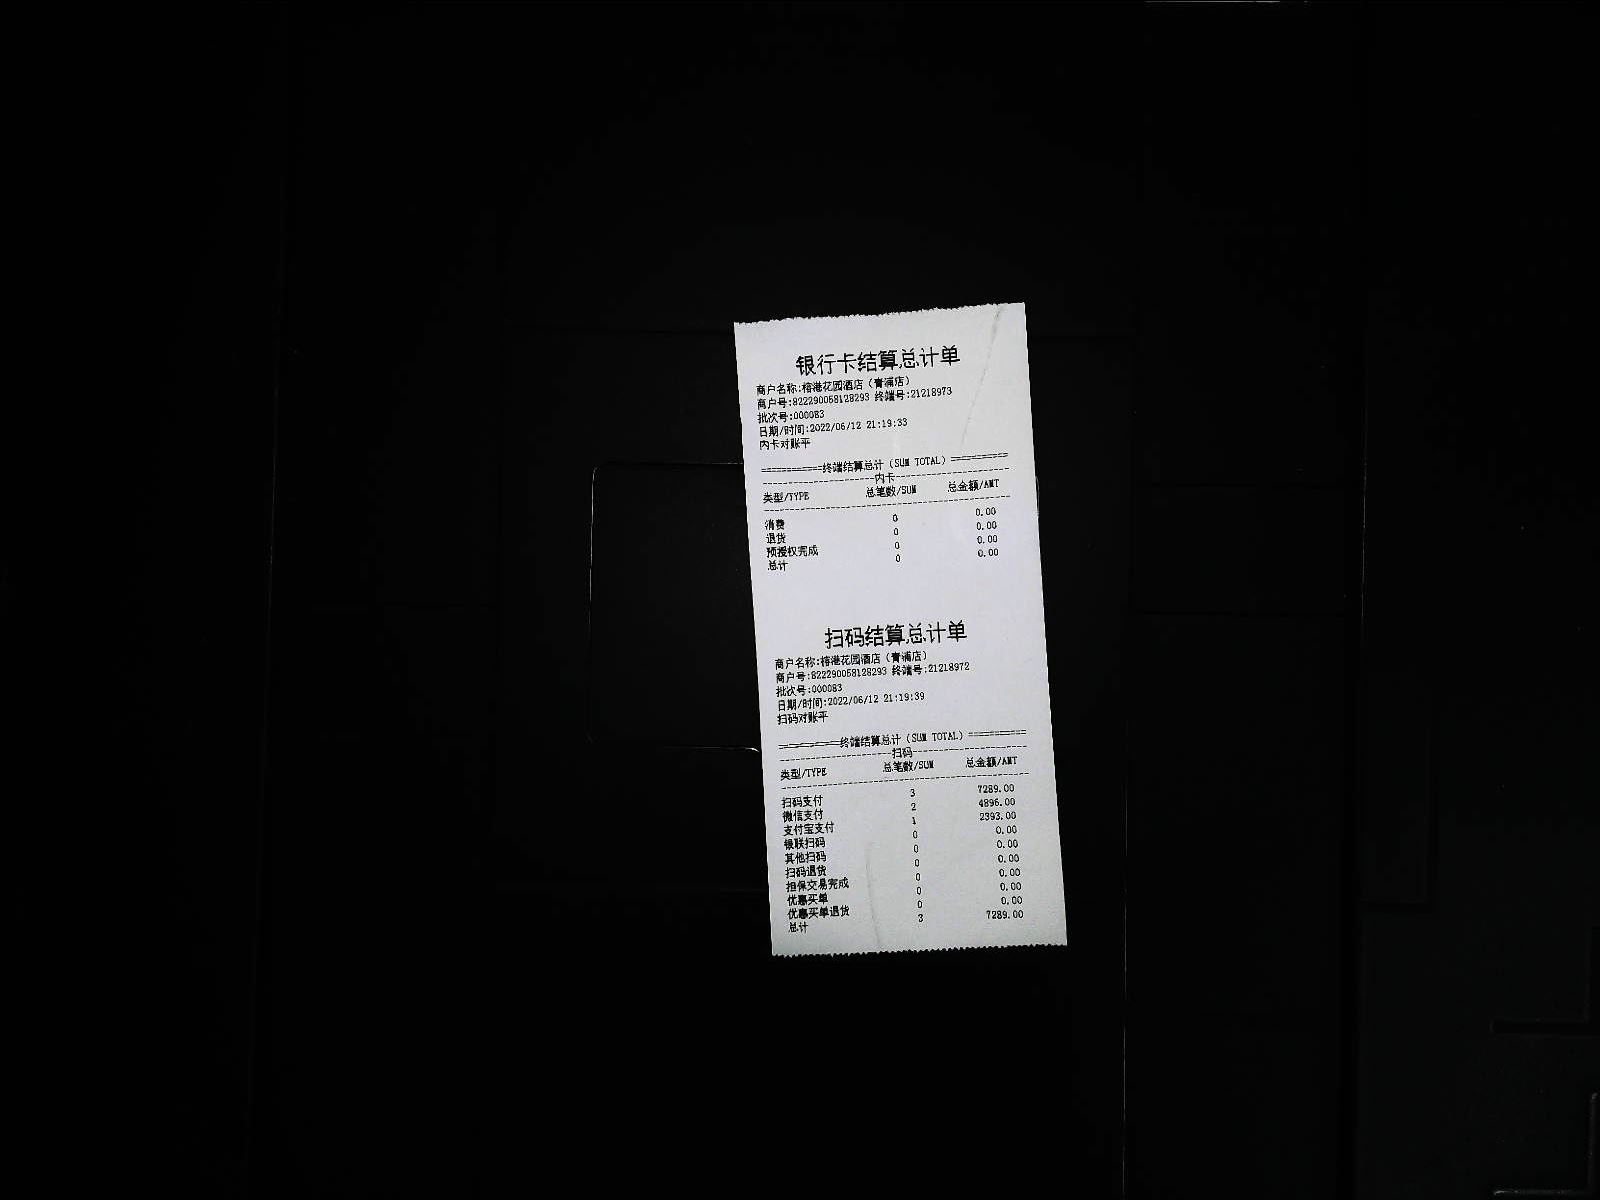 银行卡结算总计单
商户名称:榕港花园酒店（青浦店）
商户号:822290058128293 终端号:21218973
批次号:000083
日期/时间:2022/06/12 21:19:33
内卡对账平
============终端结算总计（SUM TOTAL）===========
----------------------内卡----------------------
类型/TYPE 总笔数/SUM 总金额/AMT
------------------------------------------------
消费 0 0.00
退货 0 0.00
预授权完成 0 0.00
总计 0 0.00
扫码结算总计单
商户名称:榕港花园酒店（青浦店）
商户号:822290058128293 终端号:21218972
批次号:000083
日期/时间:2022/06/12 21:19:39
扫码对账平
============终端结算总计（SUM TOTAL）===========
----------------------扫码----------------------
类型/TYPE 总笔数/SUM 总金额/AMT
------------------------------------------------
扫码支付 3 7289.00
微信支付 2 4896.00
支付宝支付 1 2393.00
银联扫码 0 0.00
其他扫码 0 0.00
扫码退货 0 0.00
担保交易完成 0 0.00
优惠买单 0 0.00
优惠买单退货 0 0.00
总计 3 7289.00